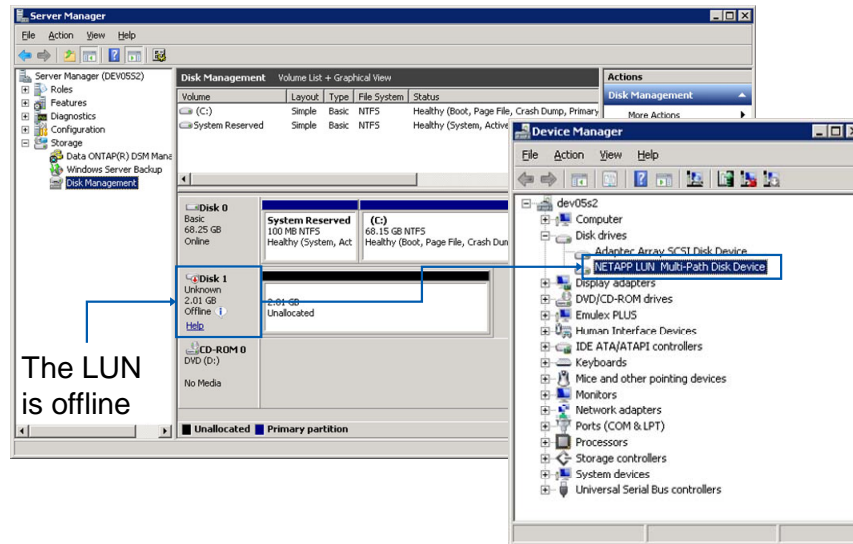 Server Manager
File Action View Help
Server Manager (DEV05S2)
Roles
Features
Diagnostics
Configuration
Storage
Data ONTAP(R) DSM Mana
Windows Server Backup
Disk Management
Disk Management Volume List + Graphical View
Volume Layout Type File System Status
(C:) Simple Basic NTFS Healthy (Boot, Page File, Crash Dump, Primary
System Reserved Simple Basic NTFS Healthy (System, Active
Actions
Disk Management
More Actions
Disk 0
Basic
68.25 GB
Online
System Reserved
100 MB NTFS
Healthy (System, Act
(C:)
68.15 GB NTFS
Healthy (Boot, Page File, Crash Dun
Disk 1
Unknown
2.01 GB
Offline
Help
2.01 GB
Unallocated
CD-ROM 0
DVD (D:)
No Media
Unallocated Primary partition
The LUN
is offline
Device Manager
File Action View Help
dev05s2
Computer
Disk drives
Adaptec Array SCSI Disk Device
NETAPP LUN Multi-Path Disk Device
Display adapters
DVD/CD-ROM drives
Emulex PLUS
Human Interface Devices
IDE ATA/ATAPI controllers
Keyboards
Mice and other pointing devices
Monitors
Network adapters
Ports (COM & LPT)
Processors
Storage controllers
System devices
Universal Serial Bus controllers